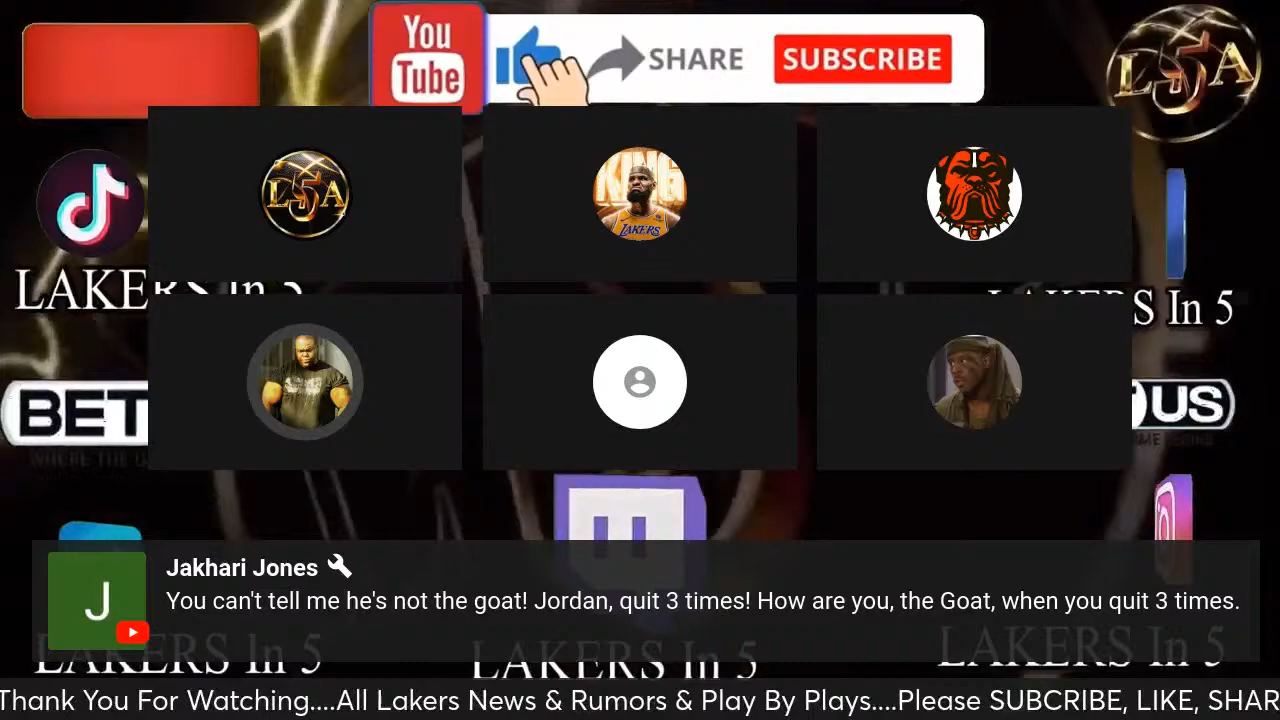 You
Tube
SHARE
SUBSCRIBE
L5A
L5A
KING
LAKERS
LAKERS In 5
S In 5
BET
US
J
Jakhari Jones
You can't tell me he's not the goat! Jordan, quit 3 times! How are you, the Goat, when you quit 3 times.
LAKERS In 5
LAKERS In 5
LAKERS In 5
Thank You For Watching....All Lakers News & Rumors & Play By Plays....Please SUBCRIBE, LIKE, SHAR